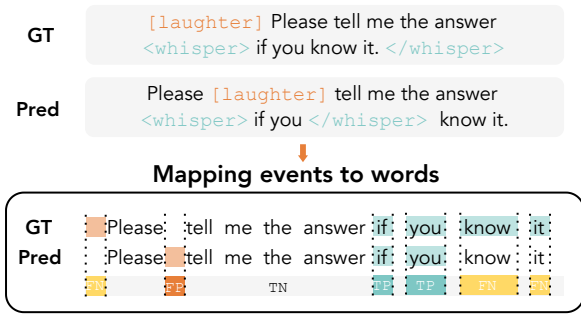 GT
[laughter] Please tell me the answer
<whisper> if you know it. </whisper>
Pred
Please [laughter] tell me the answer
<whisper> if you </whisper> know it.
Mapping events to words
GT Please tell me the answer if you know it
Pred Please tell me the answer if you know it
FN FP TN TP TP FN FN